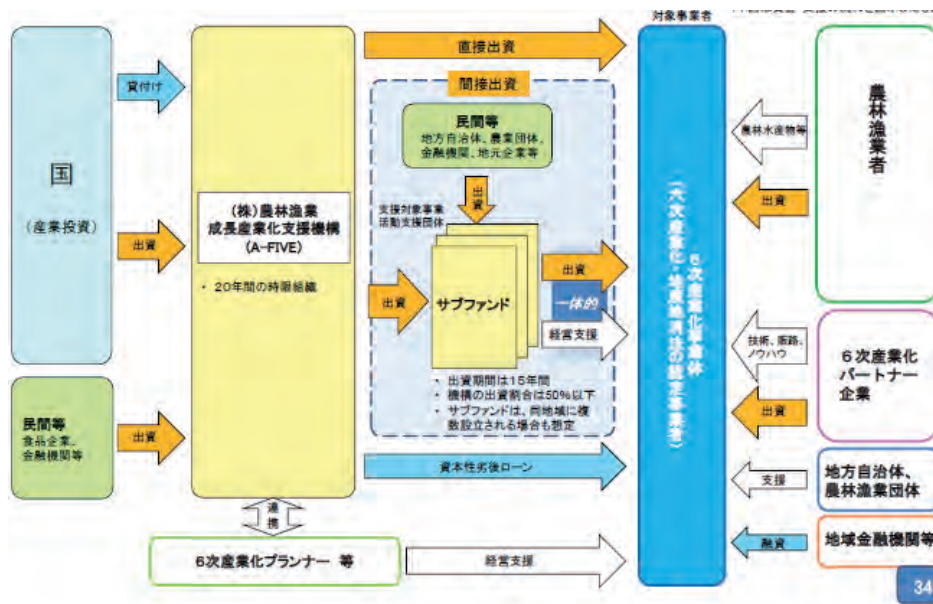 対象事業者
国
(産業投資)
貸付け
出資
民間等
食品企業、
金融機関等
出資
(株)農林漁業
成長産業化支援機構
(A-FIVE)
・ 20年間の時限組織
連携
6次産業化プランナー 等
直接出資
間接出資
民間等
地方自治体、農業団体、
金融機関、地元企業等
出資
支援対象事業
活動支援団体
出資
サブファンド
出資
一体的
経営支援
・ 出資期間は15年間
・ 機構の出資割合は50%以下
・ サブファンドは、同地域に複
数設立される場合も想定
資本性劣後ローン
経営支援
6次産業化事業体
(六次産業化・地産地消法の認定事業者)
農林水産物等
出資
農林漁業者
技術、販路、
ノウハウ
出資
6次産業化
パートナー
企業
支援
地方自治体、
農林漁業団体
融資
地域金融機関等
34